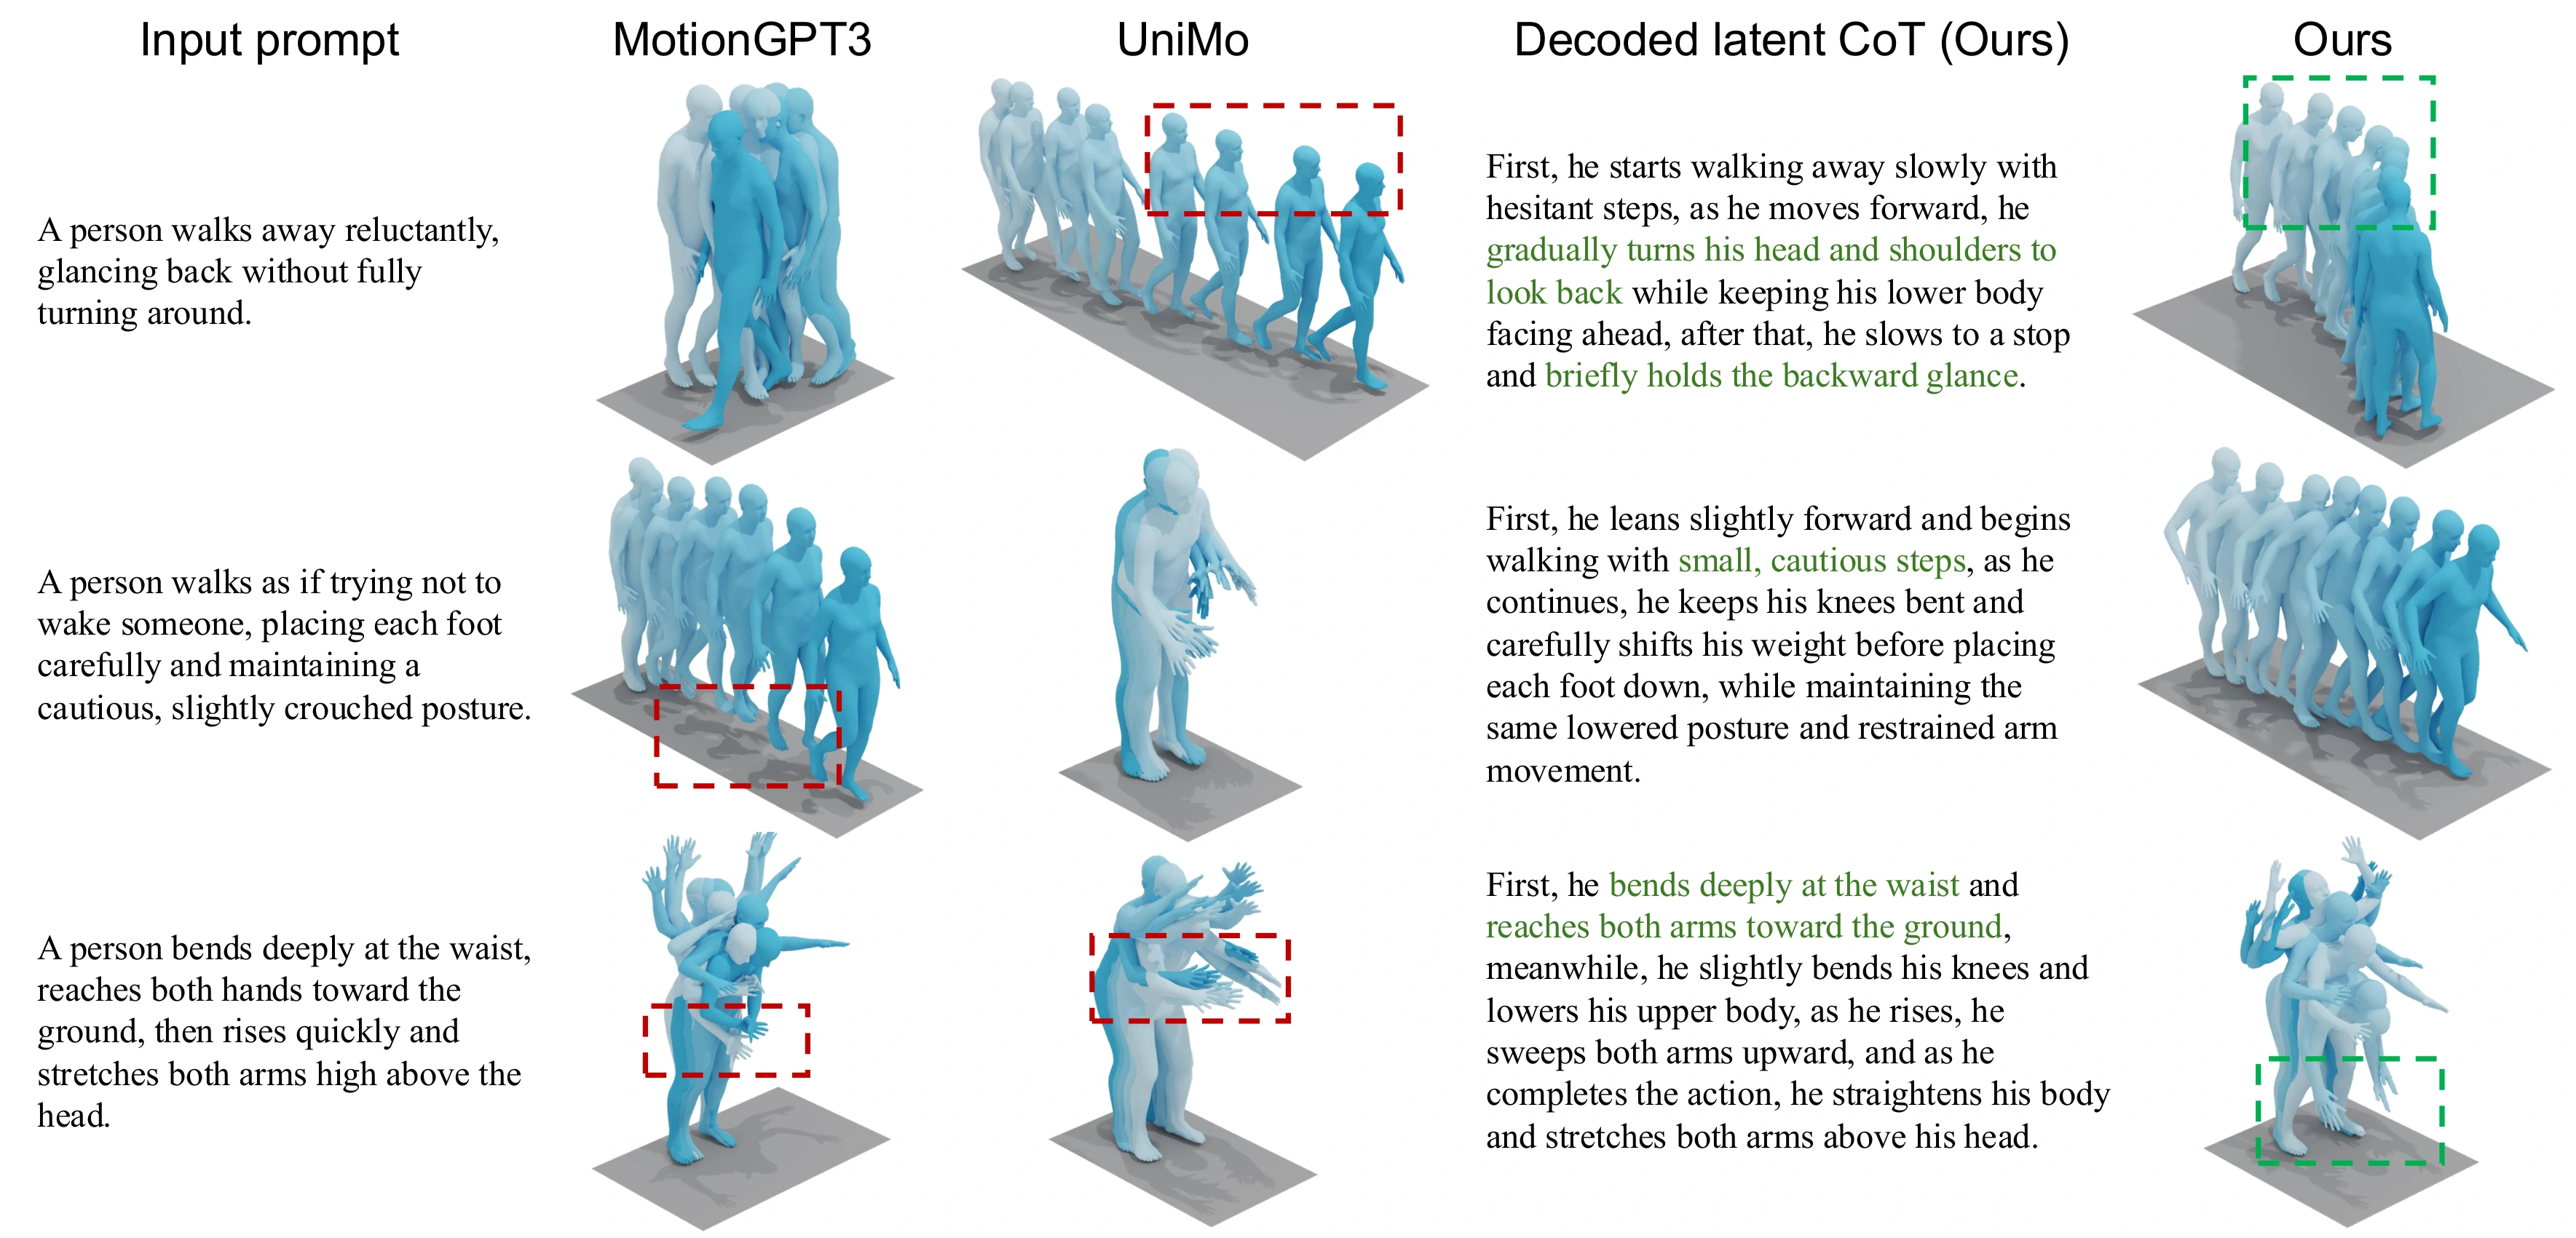 Input prompt
MotionGPT3
UniMo
Decoded latent CoT (Ours)
Ours
A person walks away reluctantly,
glancing back without fully
turning around.
First, he starts walking away slowly with
hesitant steps, as he moves forward, he
gradually turns his head and shoulders to
look back while keeping his lower body
facing ahead, after that, he slows to a stop
and briefly holds the backward glance.
A person walks as if trying not to
wake someone, placing each foot
carefully and maintaining a
cautious, slightly crouched posture.
First, he leans slightly forward and begins
walking with small, cautious steps, as he
continues, he keeps his knees bent and
carefully shifts his weight before placing
each foot down, while maintaining the
same lowered posture and restrained arm
movement.
A person bends deeply at the waist,
reaches both hands toward the
ground, then rises quickly and
stretches both arms high above the
head.
First, he bends deeply at the waist and
reaches both arms toward the ground,
meanwhile, he slightly bends his knees and
lowers his upper body, as he rises, he
sweeps both arms upward, and as he
completes the action, he straightens his body
and stretches both arms above his head.